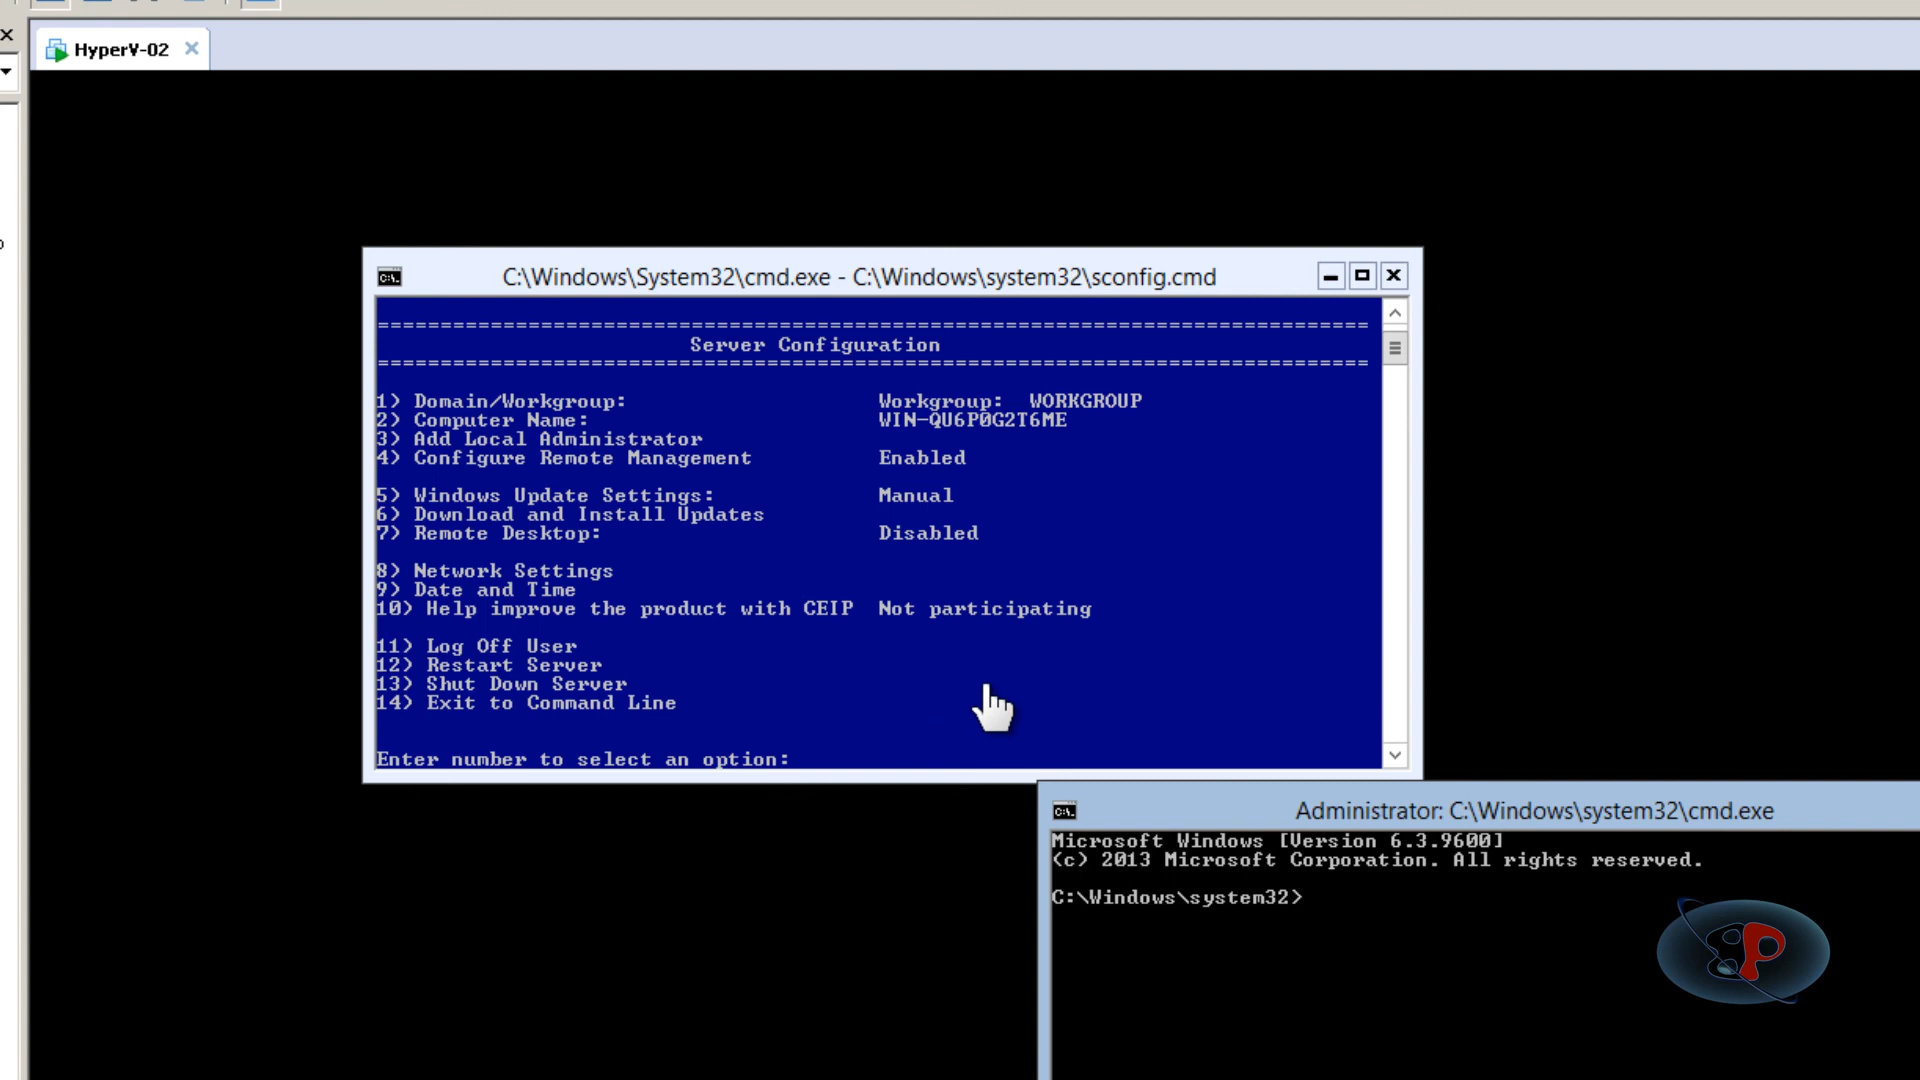 HyperV-02
C:\Windows\System32\cmd.exe - C:\Windows\system32\sconfig.cmd
===============================================================================
Server Configuration
===============================================================================
1) Domain/Workgroup: Workgroup: WORKGROUP
2) Computer Name: WIN-QU6P0G2T6ME
3) Add Local Administrator
4) Configure Remote Management Enabled
5) Windows Update Settings: Manual
6) Download and Install Updates
7) Remote Desktop: Disabled
8) Network Settings
9) Date and Time
10) Help improve the product with CEIP Not participating
11) Log Off User
12) Restart Server
13) Shut Down Server
14) Exit to Command Line
Enter number to select an option:
Administrator: C:\Windows\system32\cmd.exe
Microsoft Windows [Version 6.3.9600]
(c) 2013 Microsoft Corporation. All rights reserved.
C:\Windows\system32>